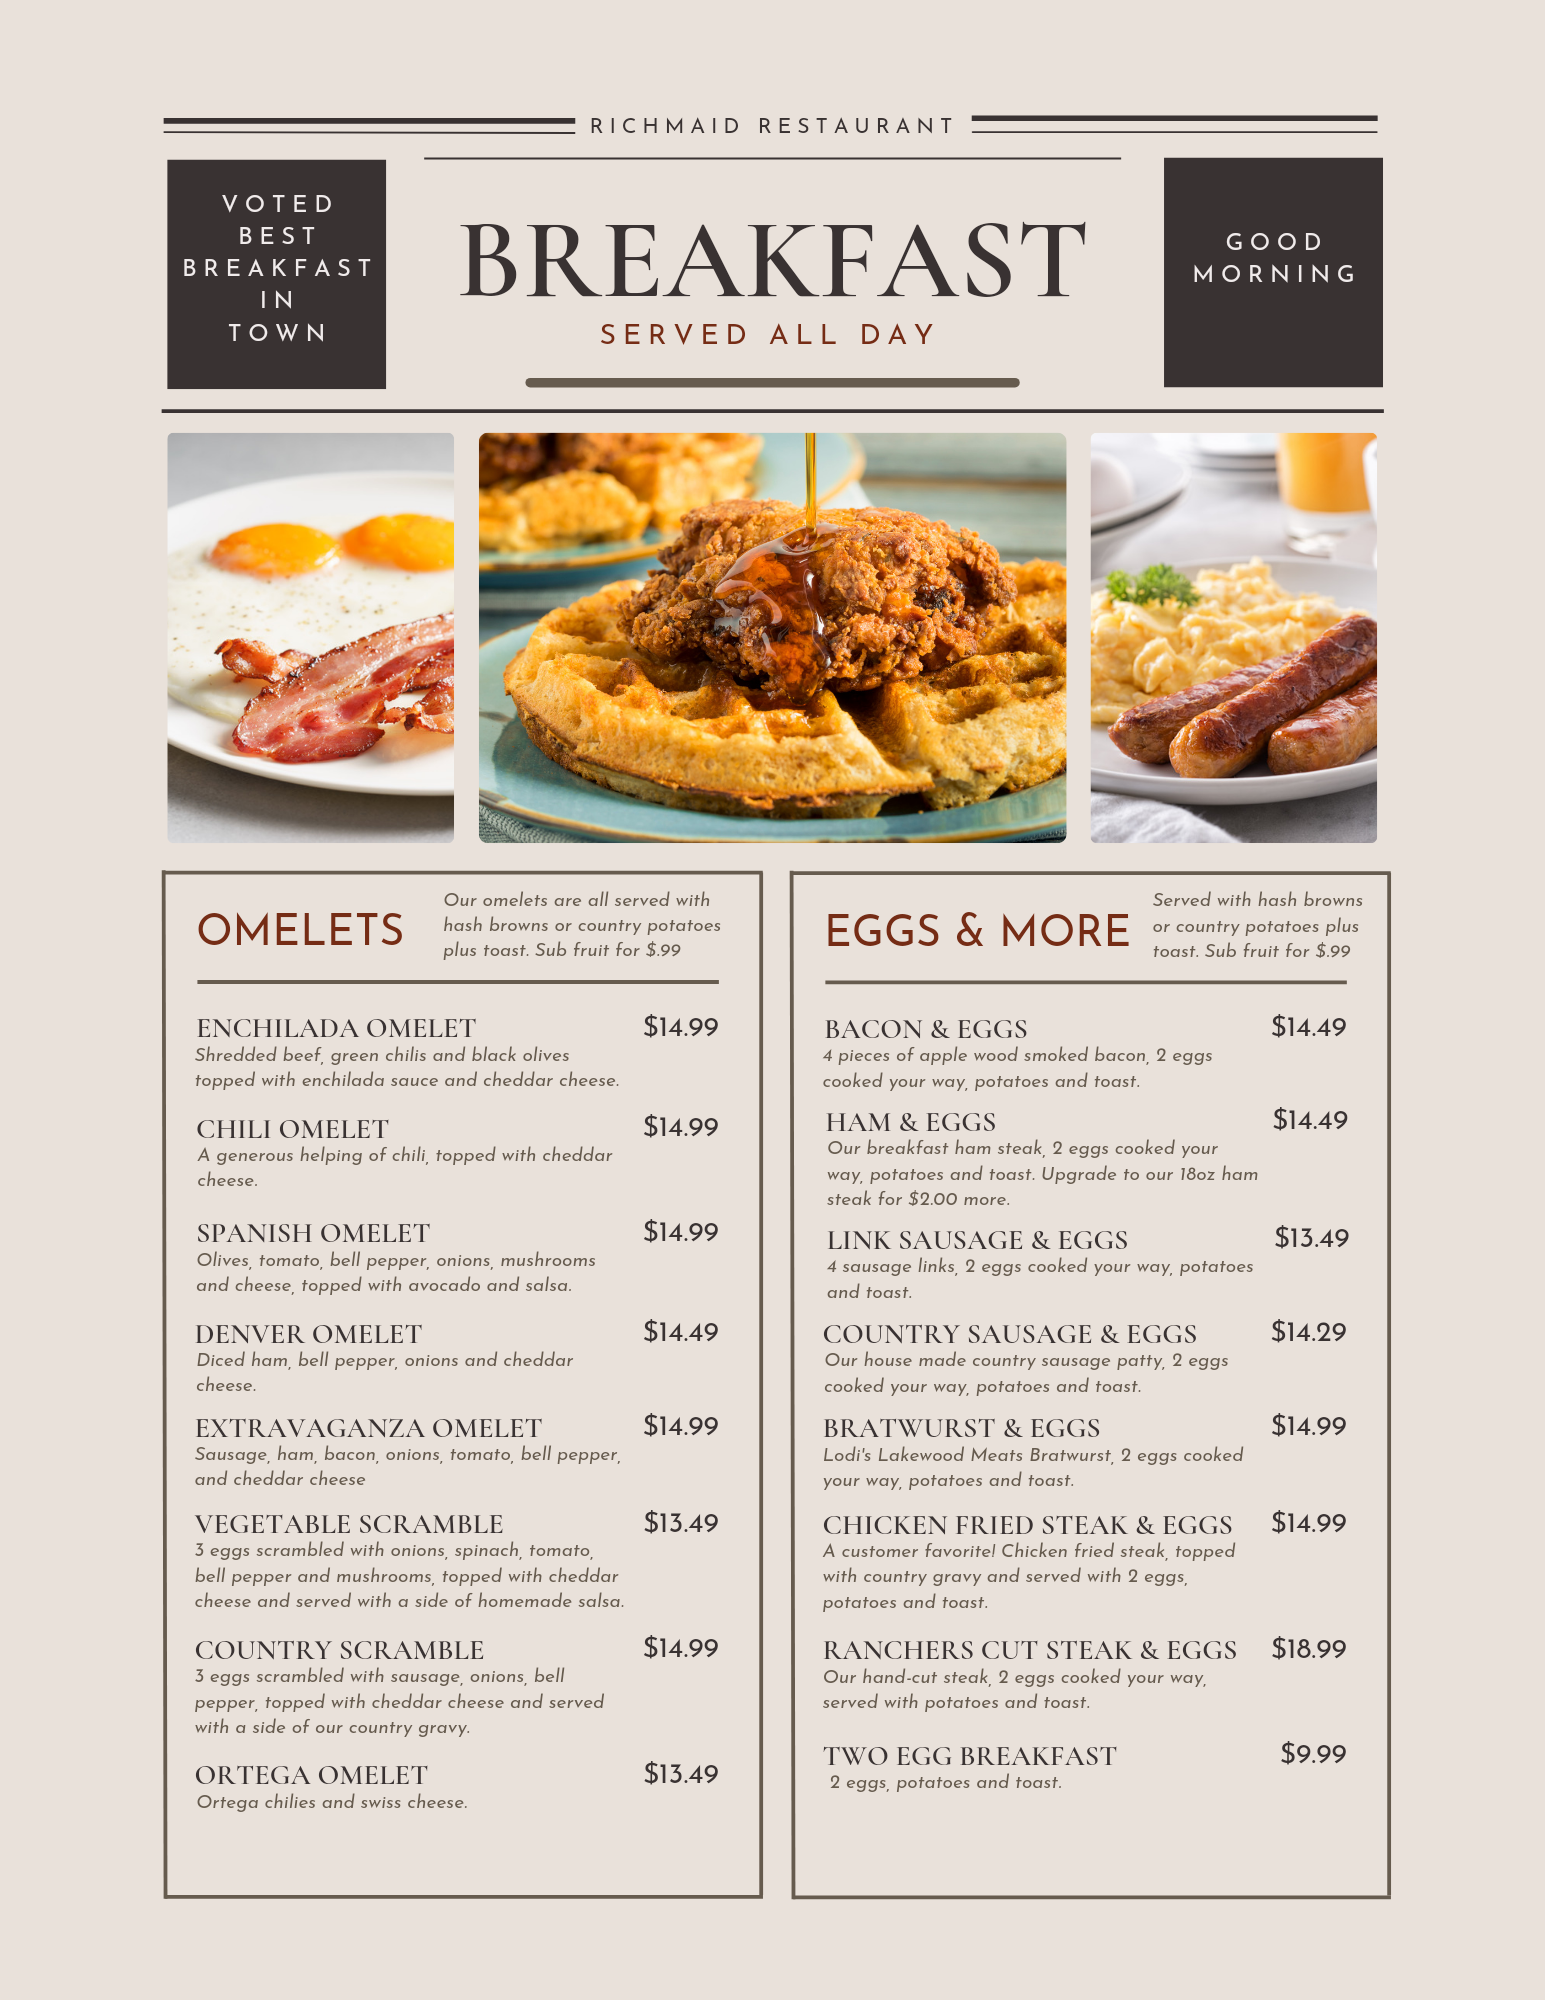 RICHMAID RESTAURANT
VOTED
BEST
BREAKFAST
IN
TOWN
BREAKFAST
SERVED ALL DAY
GOOD
MORNING
OMELETS
Our omelets are all served with
hash browns or country potatoes
plus toast. Sub fruit for $.99
ENCHILADA OMELET $14.99
Shredded beef, green chilis and black olives
topped with enchilada sauce and cheddar cheese.
CHILI OMELET $14.99
A generous helping of chili, topped with cheddar
cheese.
SPANISH OMELET $14.99
Olives, tomato, bell pepper, onions, mushrooms
and cheese, topped with avocado and salsa.
DENVER OMELET $14.49
Diced ham, bell pepper, onions and cheddar
cheese.
EXTRAVAGANZA OMELET $14.99
Sausage, ham, bacon, onions, tomato, bell pepper,
and cheddar cheese
VEGETABLE SCRAMBLE $13.49
3 eggs scrambled with onions, spinach, tomato,
bell pepper and mushrooms, topped with cheddar
cheese and served with a side of homemade salsa.
COUNTRY SCRAMBLE $14.99
3 eggs scrambled with sausage, onions, bell
pepper, topped with cheddar cheese and served
with a side of our country gravy.
ORTEGA OMELET $13.49
Ortega chilies and swiss cheese.
EGGS & MORE
Served with hash browns
or country potatoes plus
toast. Sub fruit for $.99
BACON & EGGS $14.49
4 pieces of apple wood smoked bacon, 2 eggs
cooked your way, potatoes and toast.
HAM & EGGS $14.49
Our breakfast ham steak, 2 eggs cooked your
way, potatoes and toast. Upgrade to our 18oz ham
steak for $2.00 more.
LINK SAUSAGE & EGGS $13.49
4 sausage links, 2 eggs cooked your way, potatoes
and toast.
COUNTRY SAUSAGE & EGGS $14.29
Our house made country sausage patty, 2 eggs
cooked your way, potatoes and toast.
BRATWURST & EGGS $14.99
Lodi's Lakewood Meats Bratwurst, 2 eggs cooked
your way, potatoes and toast.
CHICKEN FRIED STEAK & EGGS $14.99
A customer favorite! Chicken fried steak, topped
with country gravy and served with 2 eggs,
potatoes and toast.
RANCHERS CUT STEAK & EGGS $18.99
Our hand-cut steak, 2 eggs cooked your way,
served with potatoes and toast.
TWO EGG BREAKFAST $9.99
2 eggs, potatoes and toast.